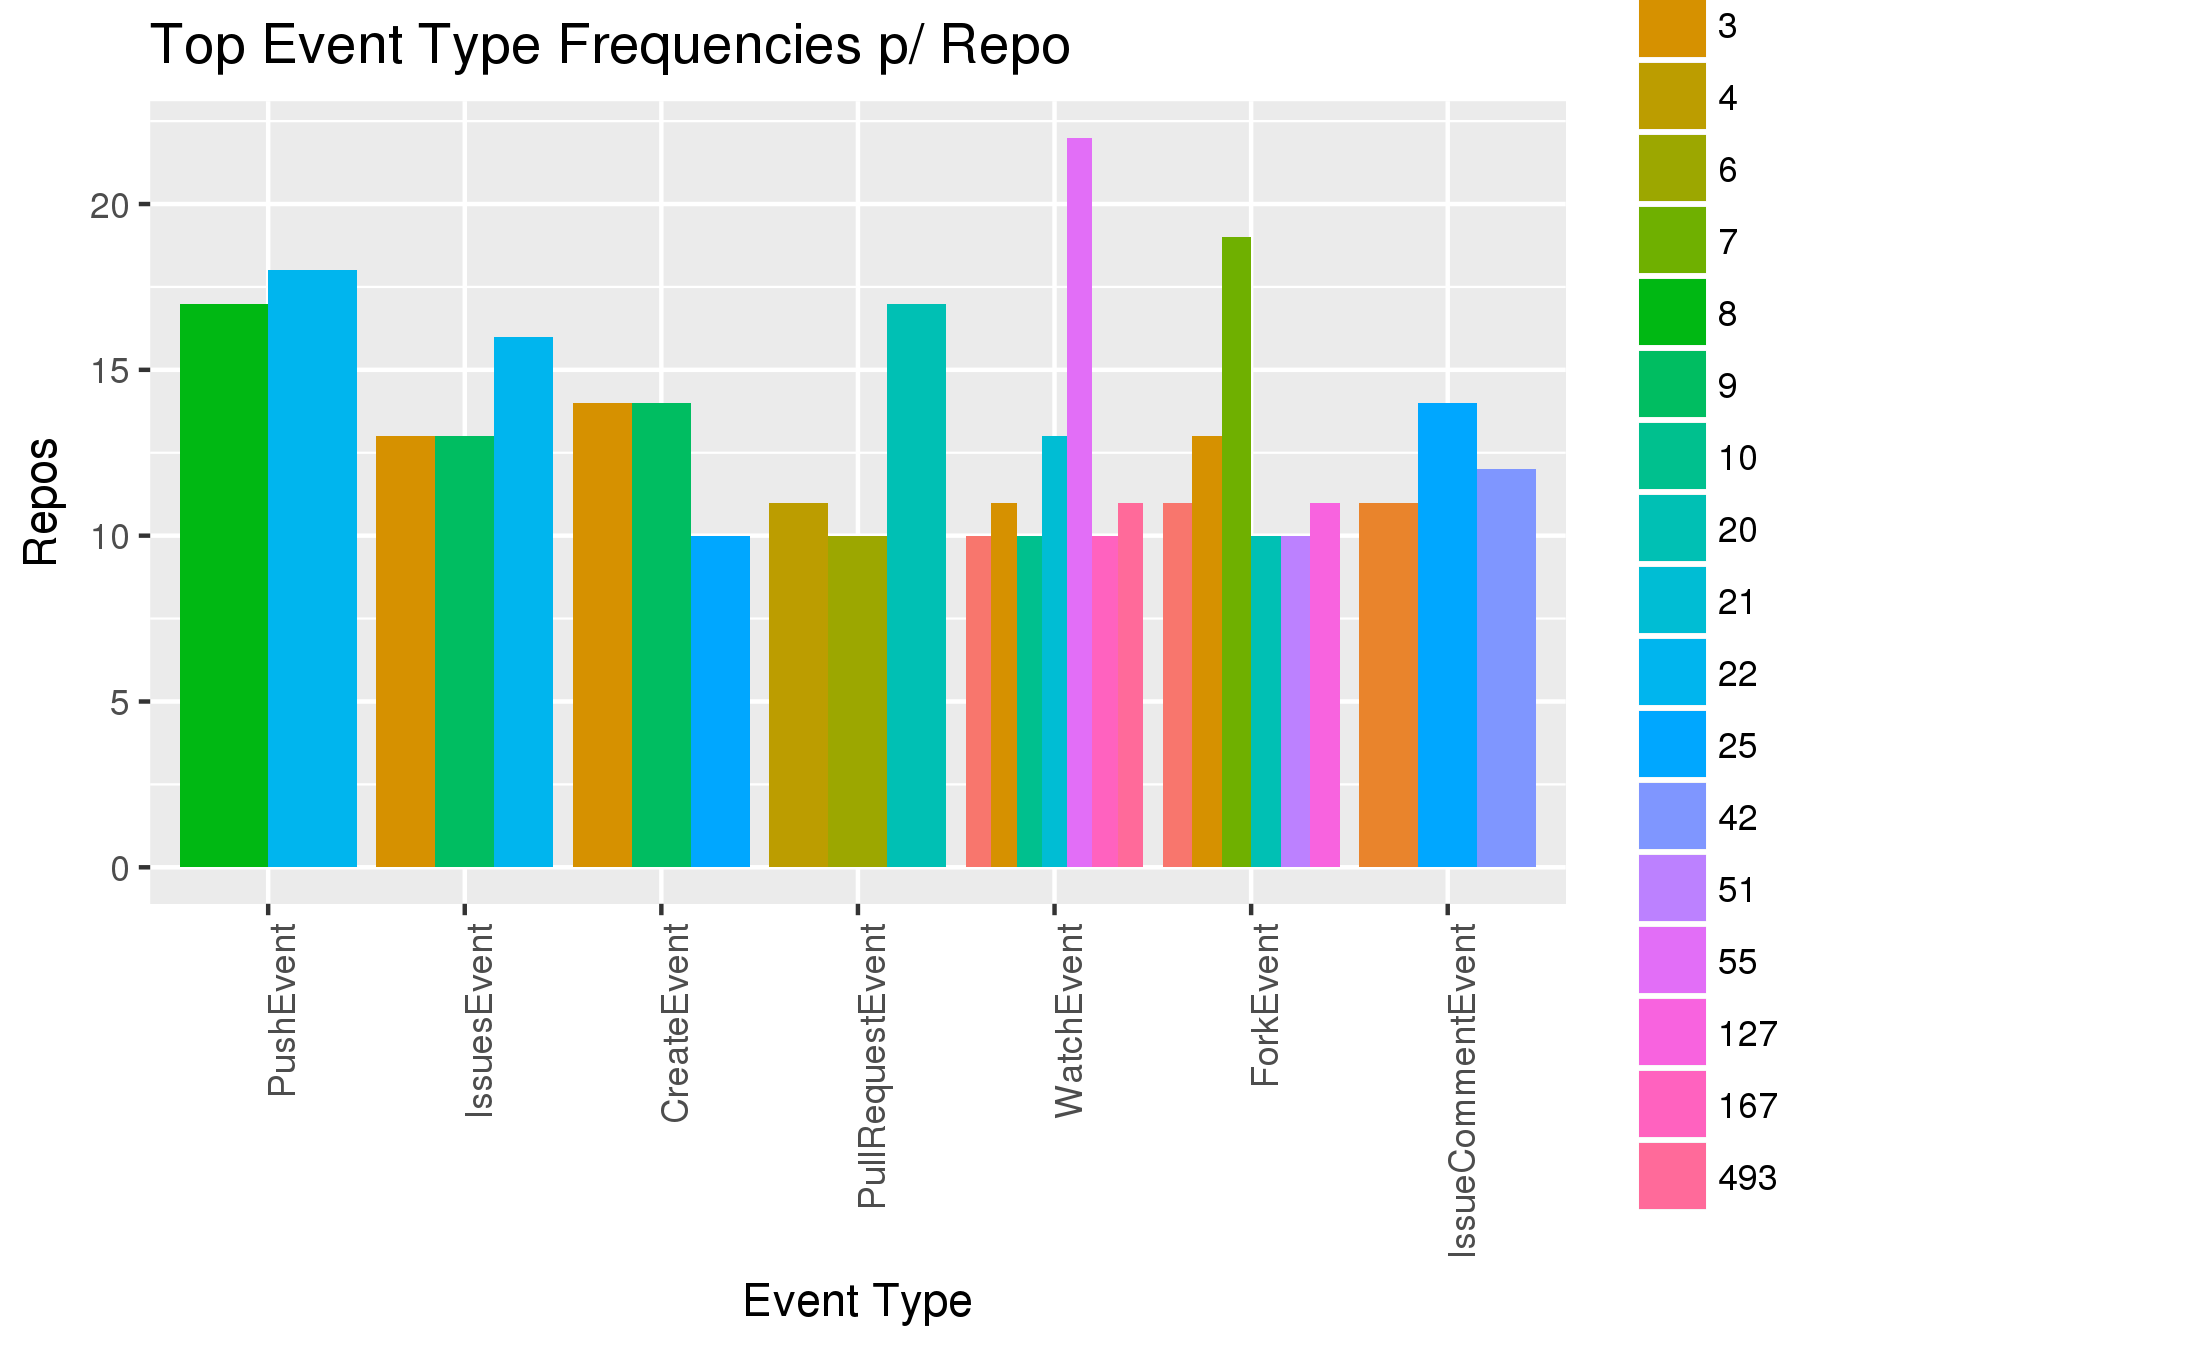 Top Event Type Frequencies p/ Repo
Repos
20
15
10
5
0
PushEvent
IssuesEvent
CreateEvent
PullRequestEvent
WatchEvent
ForkEvent
IssueCommentEvent
Event Type
3
4
6
7
8
9
10
20
21
22
25
42
51
55
127
167
493